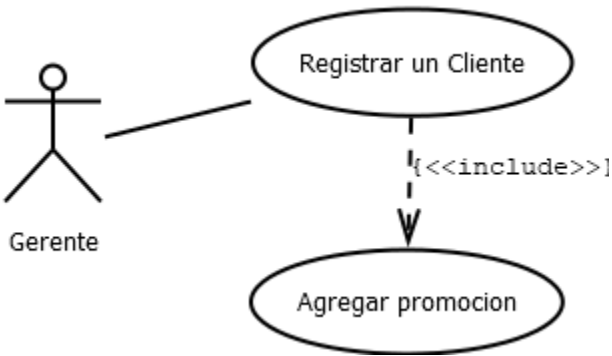 Registrar un Cliente
{<<include>>}
Gerente
Agregar promocion